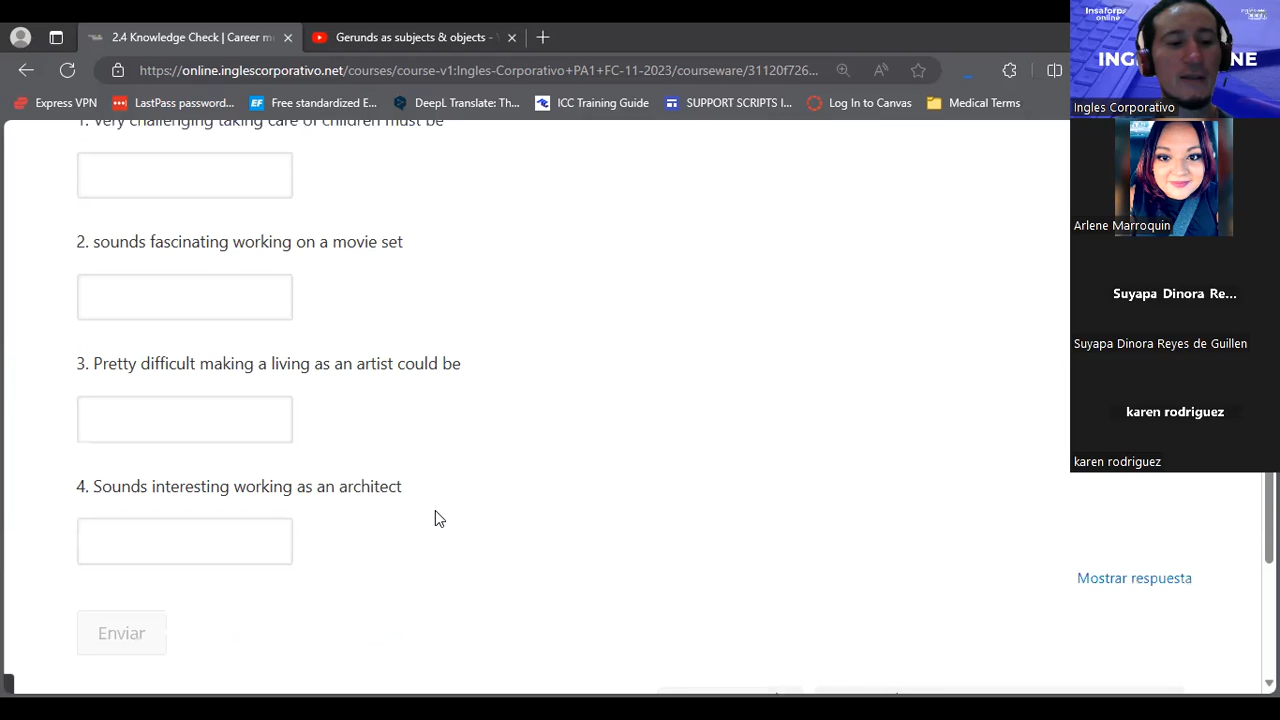 2.4 Knowledge Check | Career m
Gerunds as subjects & objects -
https://online.inglescorporativo.net/courses/course-v1:Ingles-Corporativo+PA1+FC-11-2023/courseware/31120f726...
Express VPN
LastPass password...
Free standardized E...
DeepL Translate: Th...
ICC Training Guide
SUPPORT SCRIPTS I...
Log In to Canvas
Medical Terms
1. Very challenging taking care of children must be
2. sounds fascinating working on a movie set
3. Pretty difficult making a living as an artist could be
4. Sounds interesting working as an architect
Mostrar respuesta
Enviar
Insaforp
online
Ingles Corporativo
Arlene Marroquin
Suyapa Dinora Re...
Suyapa Dinora Reyes de Guillen
karen rodriguez
karen rodriguez